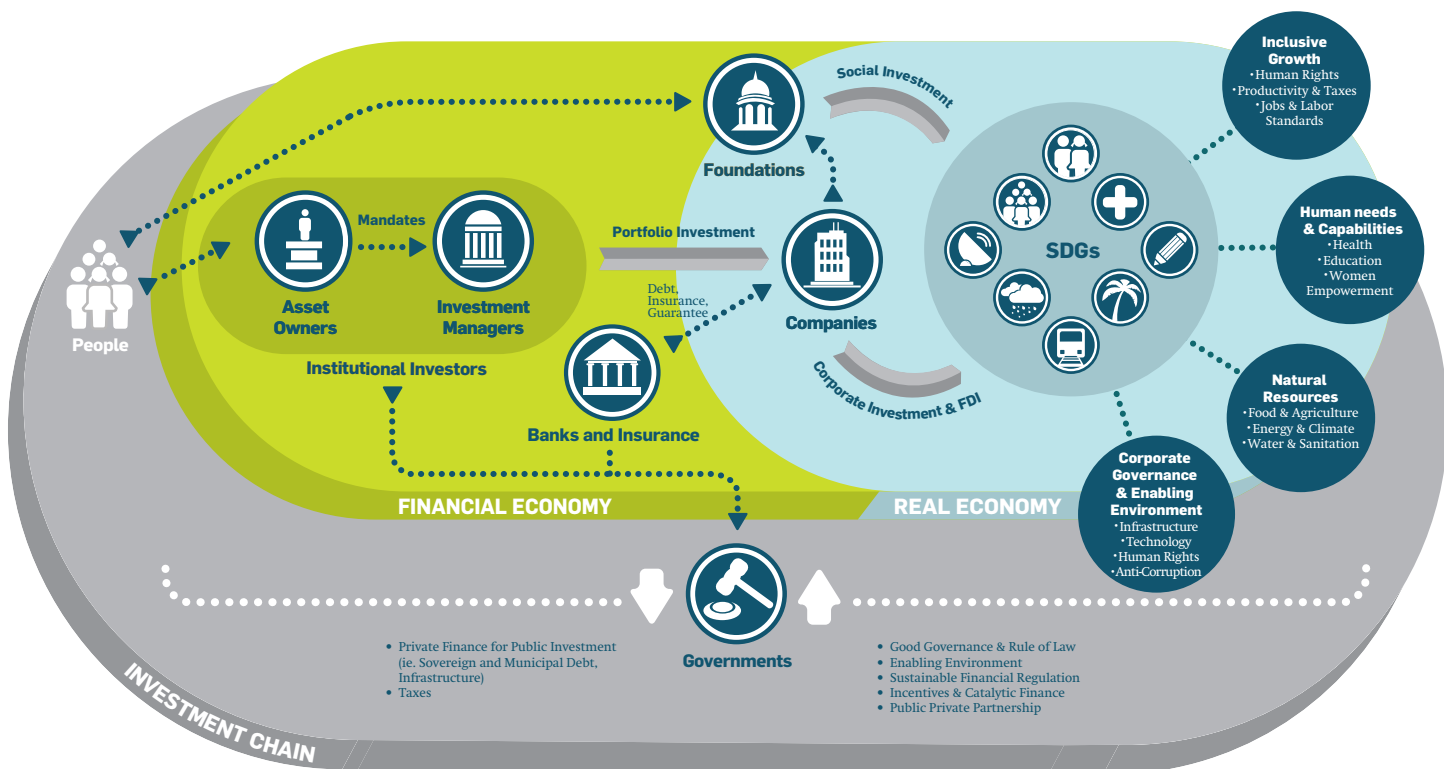 Social Investment
Inclusive
Growth
•Human Rights
•Productivity & Taxes
•Jobs & Labor
Standards
Foundations
Mandates
Portfolio Investment
Human needs
& Capabilities
•Health
•Education
•Women
Empowerment
SDGs
Debt,
Insurance,
Guarantee
Asset
Owners
Investment
Managers
Companies
People
Institutional Investors
Corporate Investment & FDI
Natural
Resources
•Food & Agriculture
•Energy & Climate
•Water & Sanitation
Banks and Insurance
Corporate
Governance
& Enabling
Environment
•Infrastructure
•Technology
•Human Rights
•Anti-Corruption
FINANCIAL ECONOMY
REAL ECONOMY
Governments
• Private Finance for Public Investment
(ie. Sovereign and Municipal Debt,
Infrastructure)
• Taxes
• Good Governance & Rule of Law
• Enabling Environment
• Sustainable Financial Regulation
• Incentives & Catalytic Finance
• Public Private Partnership
INVESTMENT CHAIN